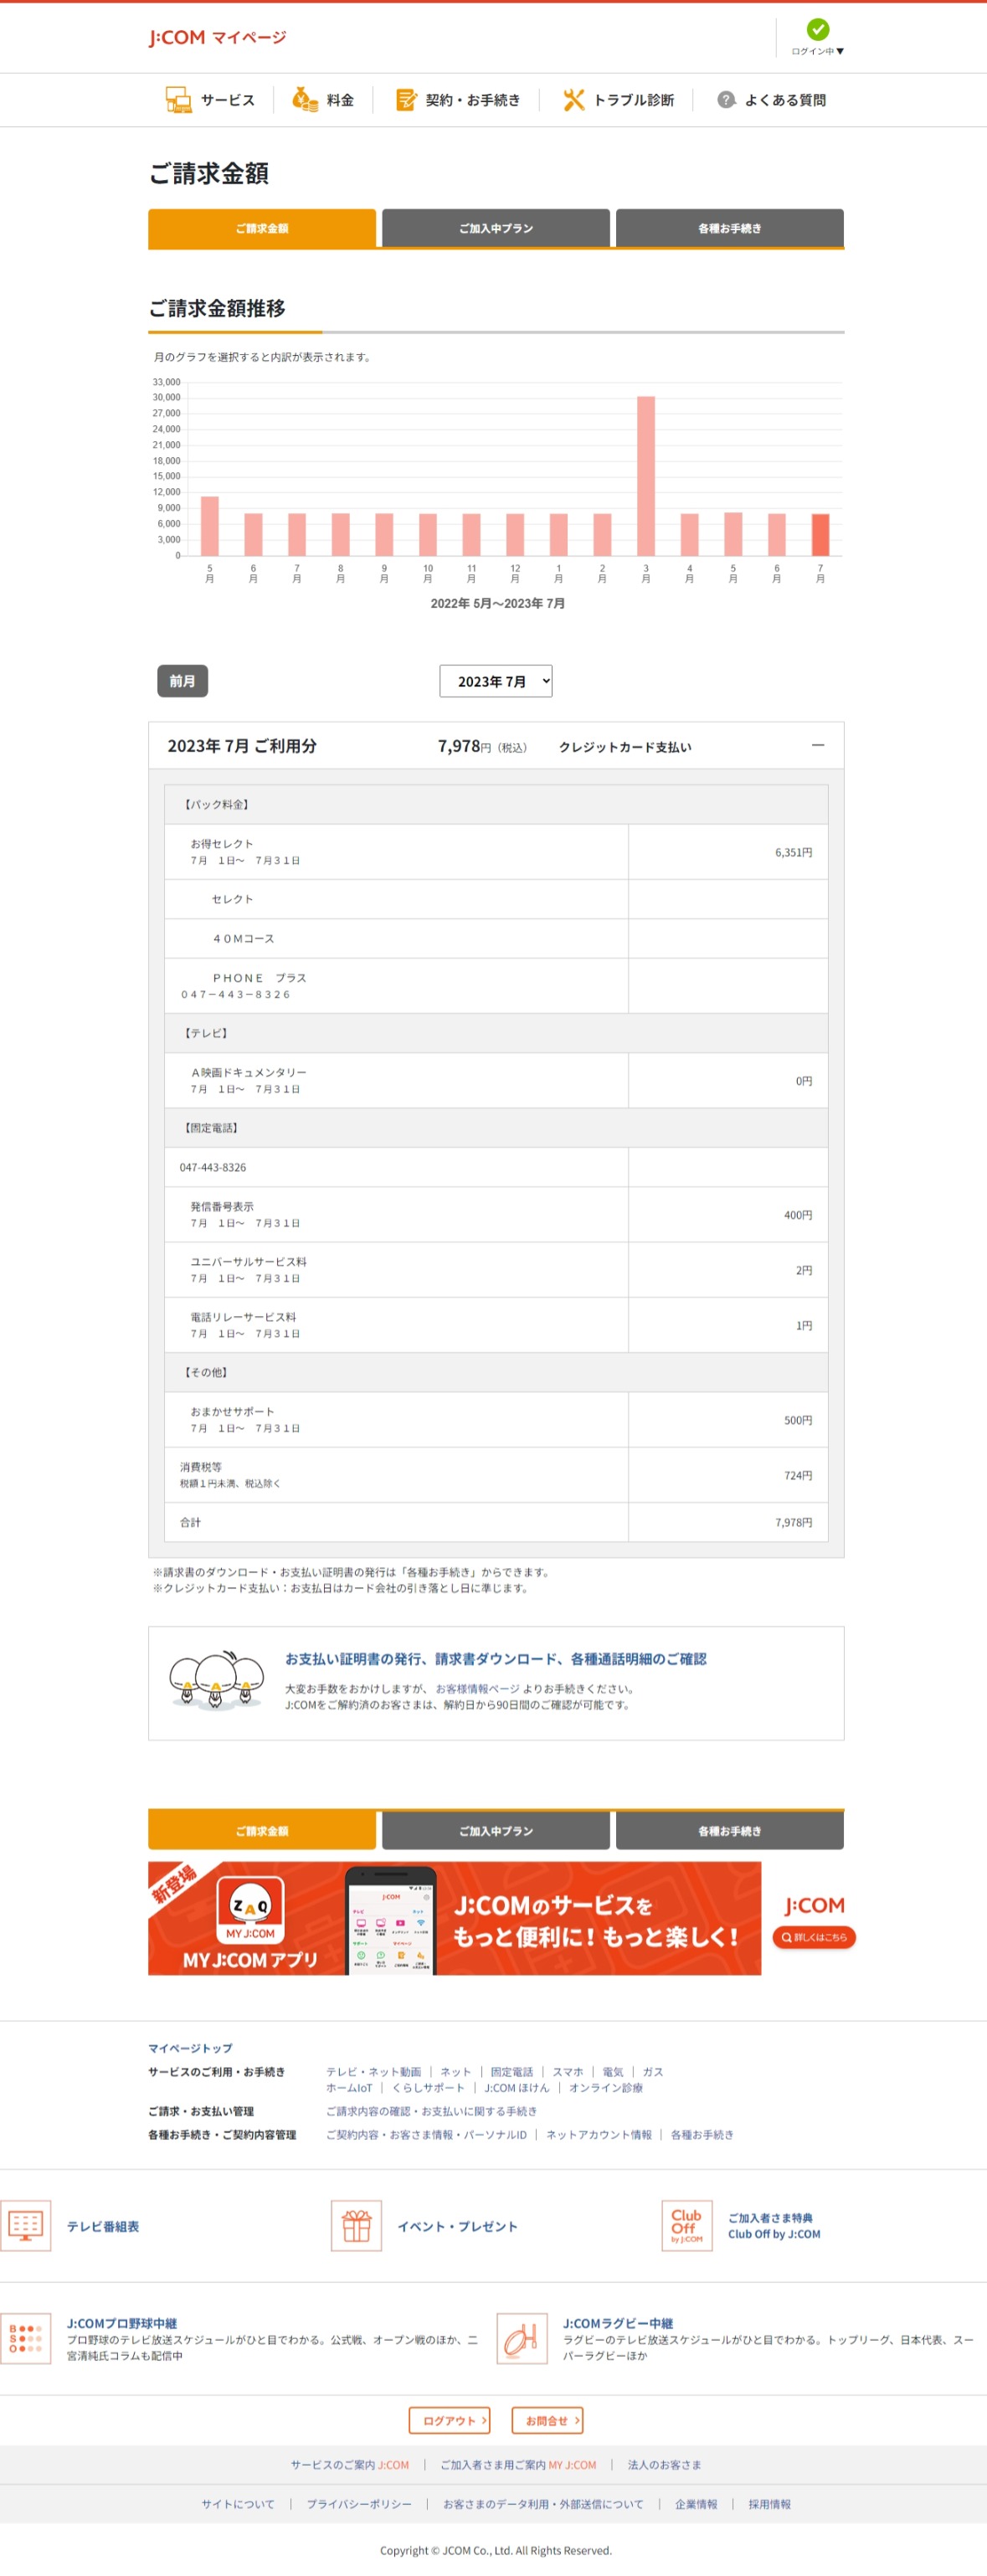 J:COM マイページ
ログイン中▼
サービス
料金
契約・お手続き
トラブル診断
よくある質問
ご請求金額
ご請求金額
ご加入中プラン
各種お手続き
ご請求金額推移
月のグラフを選択すると内訳が表示されます。
33,000
30,000
27,000
24,000
21,000
18,000
15,000
12,000
9,000
6,000
3,000
0
5月
6月
7月
8月
9月
10月
11月
12月
1月
2月
3月
4月
5月
6月
7月
2022年 5月〜2023年 7月
前月
2023年 7月
2023年 7月 ご利用分
7,978円（税込）
クレジットカード支払い
【パック料金】
お得セレクト
7月　1日〜　7月31日
6,351円
セレクト
４０Ｍコース
ＰＨＯＮＥ　プラス
０４７－４４３－８３２６
【テレビ】
Ａ映画ドキュメンタリー
7月　1日〜　7月31日
0円
【固定電話】
047-443-8326
発信番号表示
7月　1日〜　7月31日
400円
ユニバーサルサービス料
7月　1日〜　7月31日
2円
電話リレーサービス料
7月　1日〜　7月31日
1円
【その他】
おまかせサポート
7月　1日〜　7月31日
500円
消費税等
税額１円未満、税込除く
724円
合計
7,978円
※請求書のダウンロード・お支払い証明書の発行は「各種お手続き」からできます。
※クレジットカード支払い：お支払日はカード会社の引き落とし日に準じます。
お支払い証明書の発行、請求書ダウンロード、各種通話明細のご確認
大変お手数をおかけしますが、お客様情報ページ よりお手続きください。
J:COMをご解約済のお客さまは、解約日から90日間のご確認が可能です。
ご請求金額
ご加入中プラン
各種お手続き
新登場
ZAQ
MY J:COM
MY J:COM アプリ
J:COM
J:COMのサービスを
もっと便利に！もっと楽しく！
J:COM
詳しくはこちら
マイページトップ
サービスのご利用・お手続き
テレビ・ネット動画 | ネット | 固定電話 | スマホ | 電気 | ガス
ホームIoT | くらしサポート | J:COM ほけん | オンライン診療
ご請求・お支払い管理
ご請求内容の確認・お支払いに関する手続き
各種お手続き・ご契約内容管理
ご契約内容・お客さま情報・パーソナルID | ネットアカウント情報 | 各種お手続き
テレビ番組表
イベント・プレゼント
Club
Off
by J:COM
ご加入者さま特典
Club Off by J:COM
B
S
O
J:COMプロ野球中継
プロ野球のテレビ放送スケジュールがひと目でわかる。公式戦、オープン戦のほか、二
宮清純氏コラムも配信中
J:COMラグビー中継
ラグビーのテレビ放送スケジュールがひと目でわかる。トップリーグ、日本代表、スー
パーラグビーほか
ログアウト
お問合せ
サービスのご案内 J:COM | ご加入者さま用ご案内 MY J:COM | 法人のお客さま
サイトについて | プライバシーポリシー | お客さまのデータ利用・外部送信について | 企業情報 | 採用情報
Copyright © JCOM Co., Ltd. All Rights Reserved.